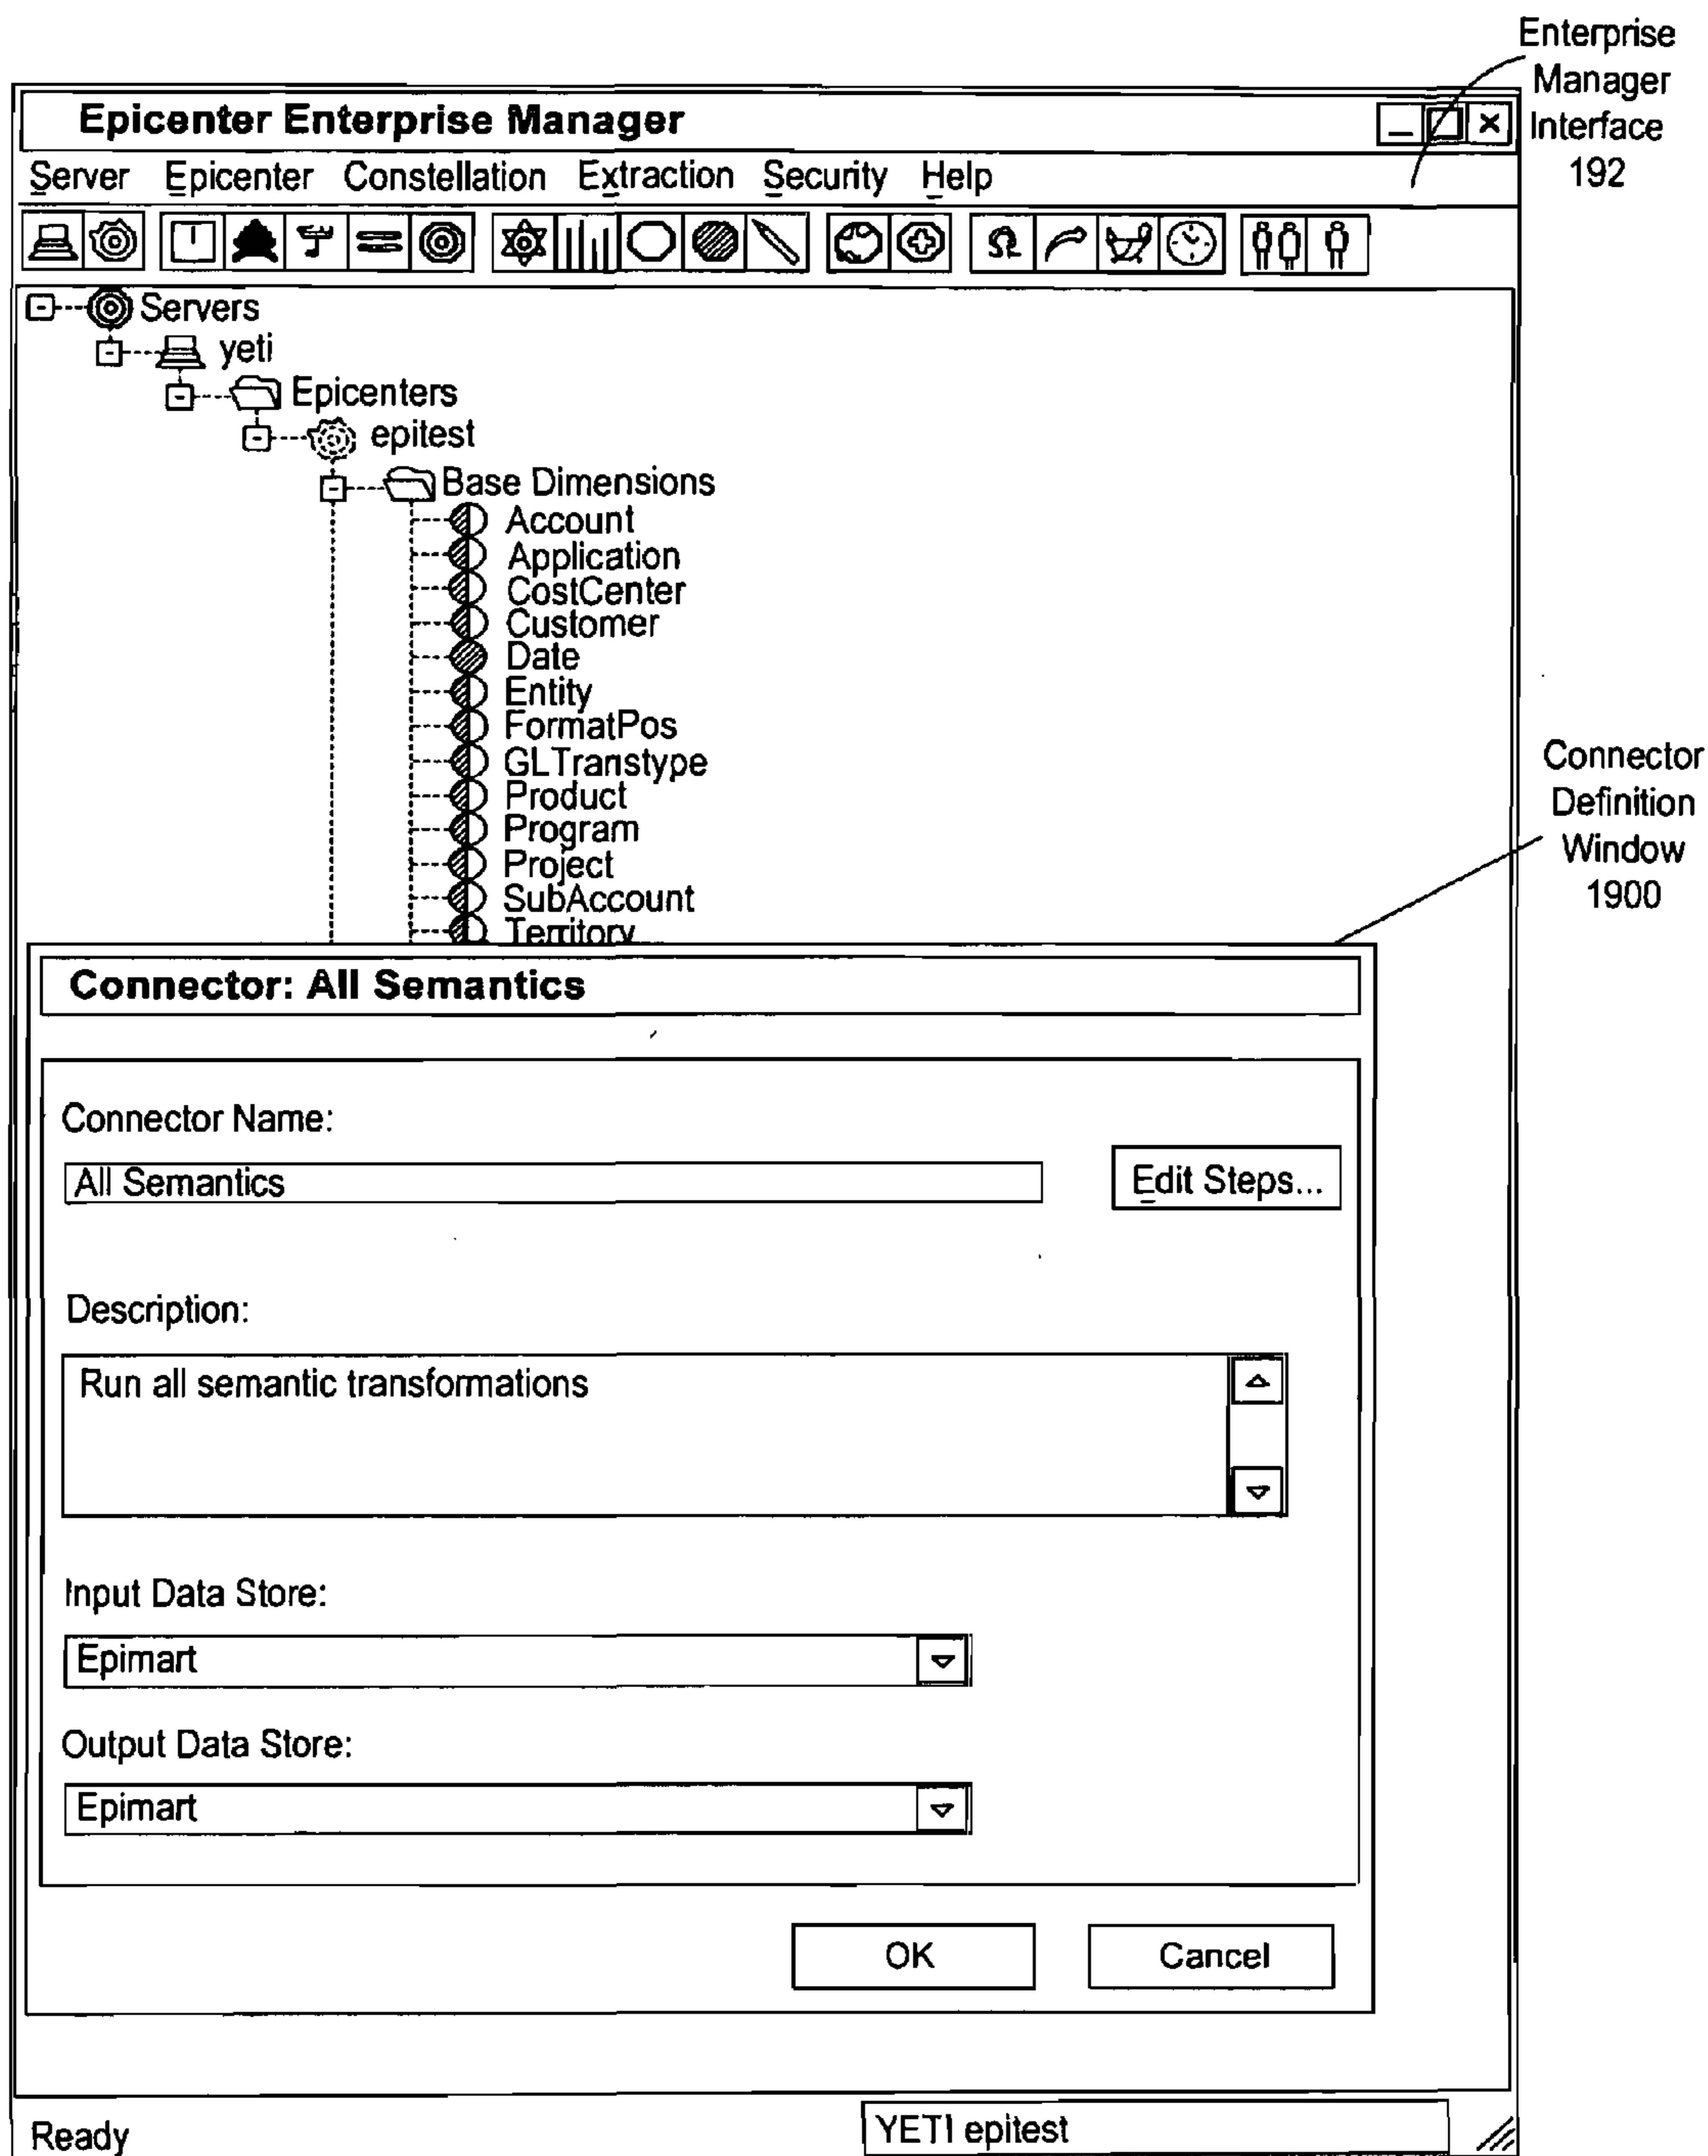 Enterprise
Manager
Interface
192
Epicenter Enterprise Manager
Server Epicenter Constellation Extraction Security Help
Servers
yeti
Epicenters
epitest
Base Dimensions
Account
Application
CostCenter
Customer
Date
Entity
FormatPos
GLTranstype
Product
Program
Project
SubAccount
Territory
Connector
Definition
Window
1900
Connector: All Semantics
Connector Name:
All Semantics
Edit Steps...
Description:
Run all semantic transformations
Input Data Store:
Epimart
Output Data Store:
Epimart
OK Cancel
Ready YETI epitest